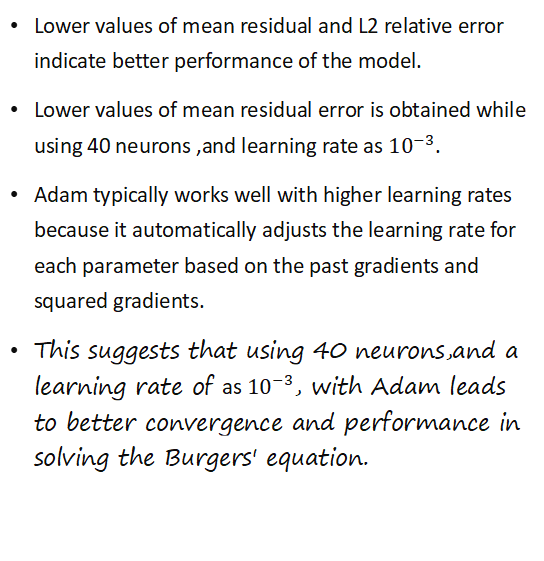 • Lower values of mean residual and L2 relative error
indicate better performance of the model.
• Lower values of mean residual error is obtained while
using 40 neurons ,and learning rate as 10⁻³.
• Adam typically works well with higher learning rates
because it automatically adjusts the learning rate for
each parameter based on the past gradients and
squared gradients.
• This suggests that using 40 neurons,and a
learning rate of as 10⁻³, with Adam leads
to better convergence and performance in
solving the Burgers' equation.